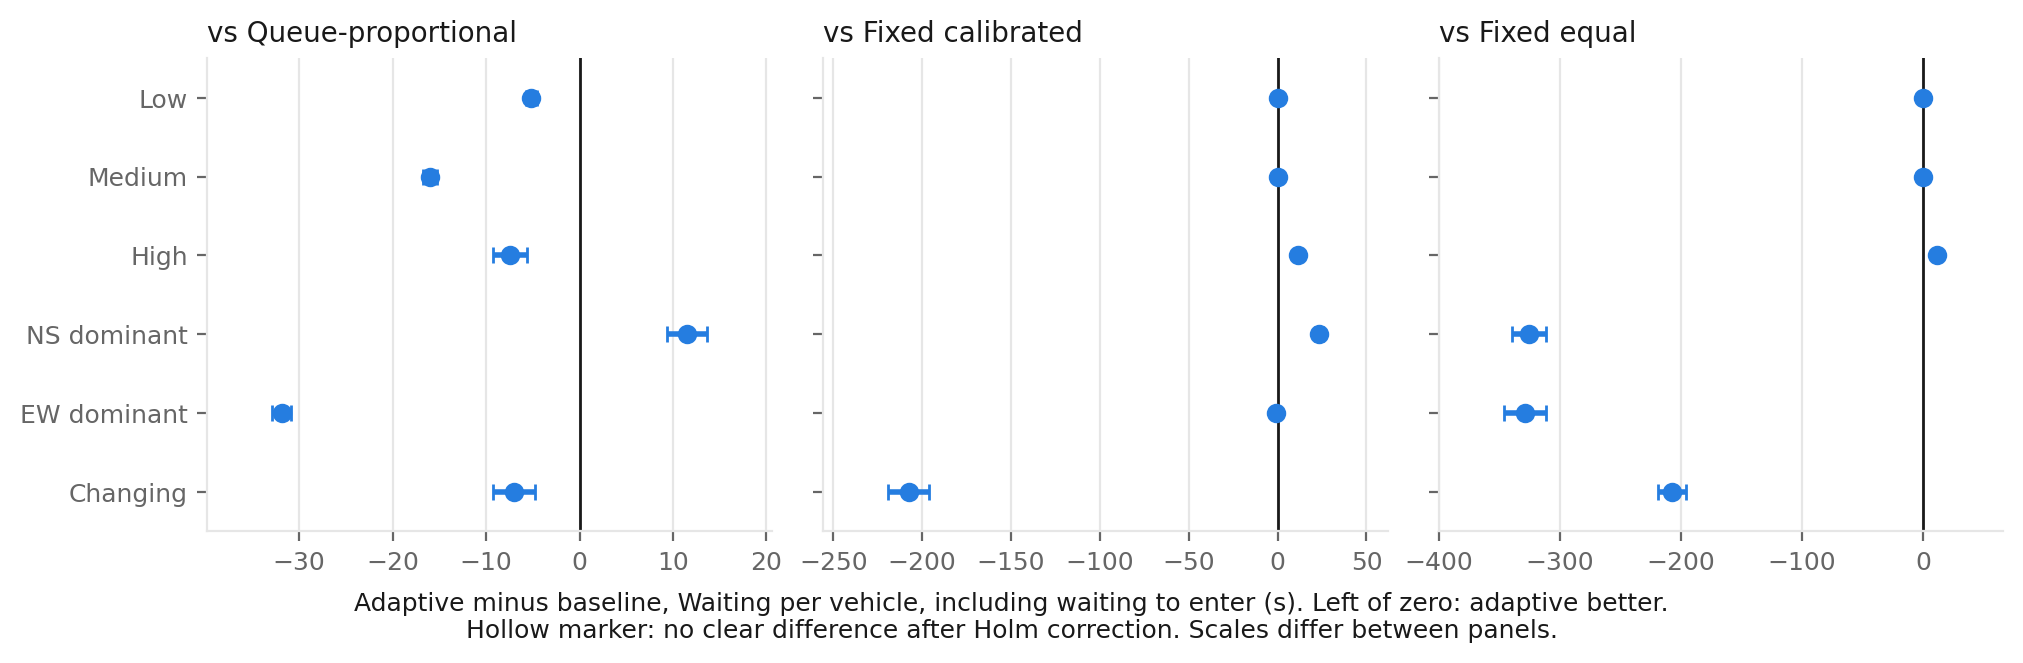 vs Queue-proportional
vs Fixed calibrated
vs Fixed equal
Low
Medium
High
NS dominant
EW dominant
Changing
−30 −20 −10 0 10 20
−250 −200 −150 −100 −50 0 50
−400 −300 −200 −100 0
Adaptive minus baseline, Waiting per vehicle, including waiting to enter (s). Left of zero: adaptive better.
Hollow marker: no clear difference after Holm correction. Scales differ between panels.